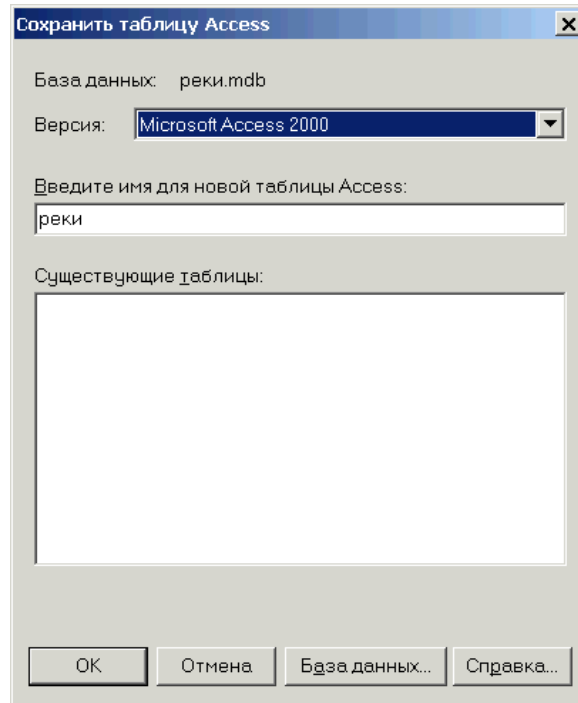 Сохранить таблицу Access
База данных: реки.mdb
Версия: Microsoft Access 2000
Введите имя для новой таблицы Access:
реки
Существующие таблицы:
OK Отмена База данных... Справка...